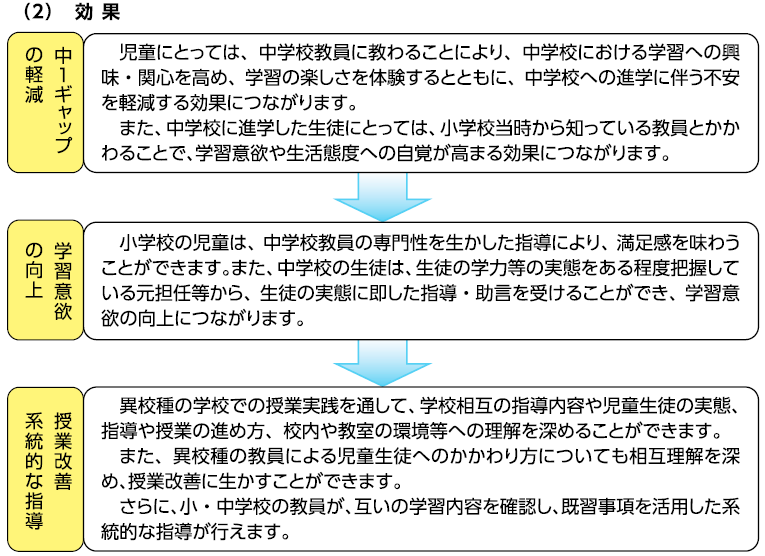 (2) 効果
中1ギャップ
の軽減
児童にとっては、中学校教員に教わることにより、中学校における学習への興
味・関心を高め、学習の楽しさを体験するとともに、中学校への進学に伴う不安
を軽減する効果につながります。
また、中学校に進学した生徒にとっては、小学校当時から知っている教員とかか
わることで、学習意欲や生活態度への自覚が高まる効果につながります。
学習意欲
の向上
小学校の児童は、中学校教員の専門性を生かした指導により、満足感を味わう
ことができます。また、中学校の生徒は、生徒の学力等の実態をある程度把握して
いる元担任等から、生徒の実態に即した指導・助言を受けることができ、学習意
欲の向上につながります。
授業改善
系統的な指導
異校種の学校での授業実践を通して、学校相互の指導内容や児童生徒の実態、
指導や授業の進め方、校内や教室の環境等への理解を深めることができます。
また、異校種の教員による児童生徒へのかかわり方についても相互理解を深
め、授業改善に生かすことができます。
さらに、小・中学校の教員が、互いの学習内容を確認し、既習事項を活用した系
統的な指導が行えます。